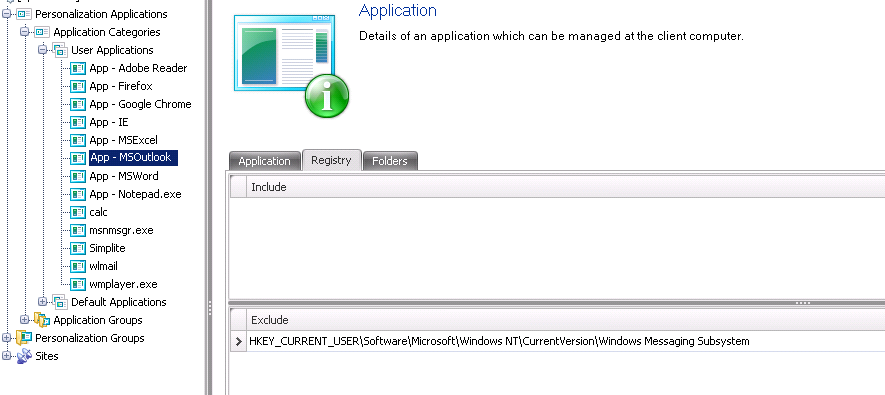 Personalization Applications
Application Categories
User Applications
App - Adobe Reader
App - Firefox
App - Google Chrome
App - IE
App - MSExcel
App - MSOutlook
App - MSWord
App - Notepad.exe
calc
msnmsgr.exe
Simplite
wlmail
wmplayer.exe
Default Applications
Application Groups
Personalization Groups
Sites
Application
Details of an application which can be managed at the client computer.
Application Registry Folders
Include
Exclude
HKEY_CURRENT_USER\Software\Microsoft\Windows NT\CurrentVersion\Windows Messaging Subsystem